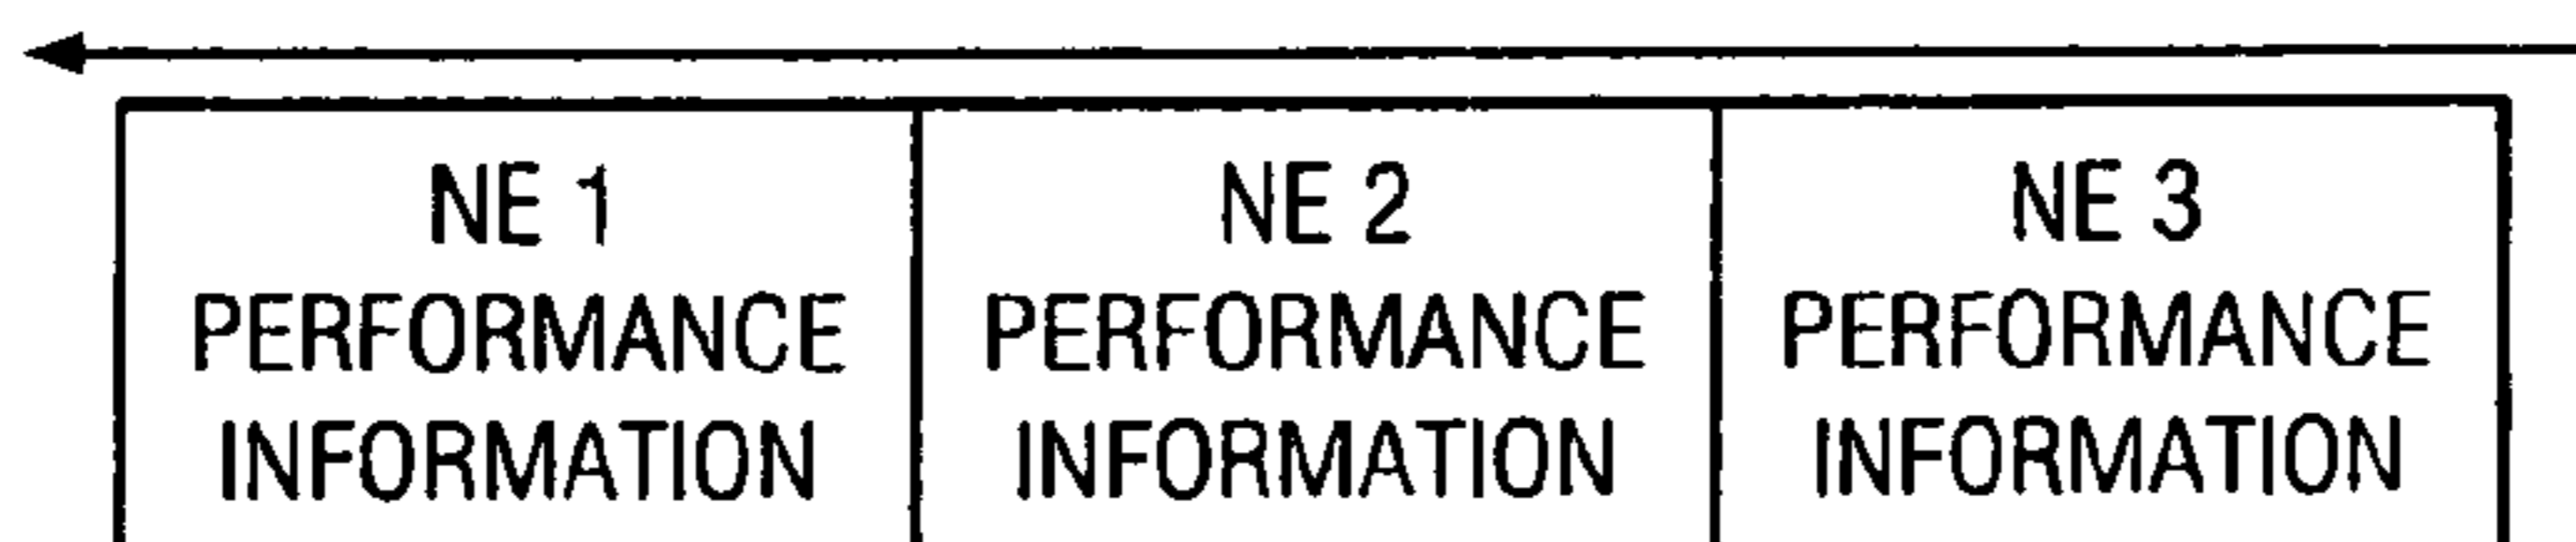 NE 1
PERFORMANCE
INFORMATION
NE 2
PERFORMANCE
INFORMATION
NE 3
PERFORMANCE
INFORMATION